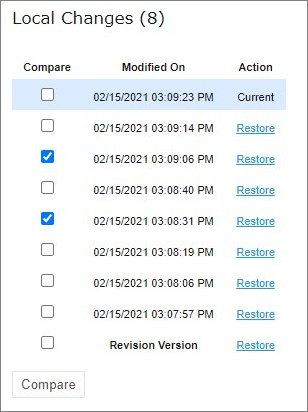 Local Changes (8)
Compare Modified On Action
02/15/2021 03:09:23 PM Current
02/15/2021 03:09:14 PM Restore
02/15/2021 03:09:06 PM Restore
02/15/2021 03:08:40 PM Restore
02/15/2021 03:08:31 PM Restore
02/15/2021 03:08:19 PM Restore
02/15/2021 03:08:06 PM Restore
02/15/2021 03:07:57 PM Restore
Revision Version Restore
Compare